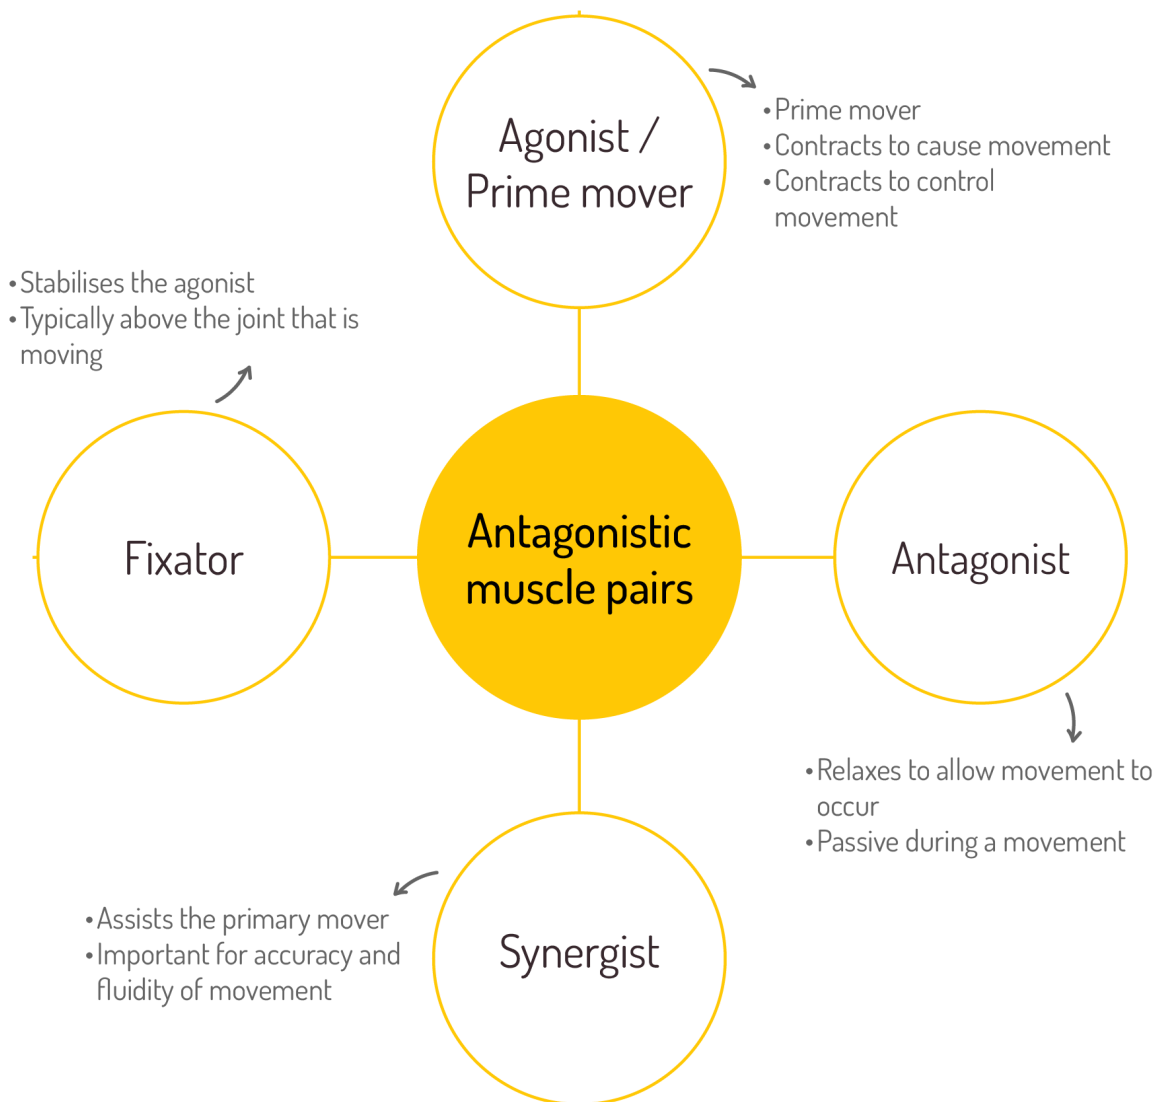 Agonist /
Prime mover
•Prime mover
•Contracts to cause movement
•Contracts to control
movement
•Stabilises the agonist
•Typically above the joint that is
moving
Fixator
Antagonistic
muscle pairs
Antagonist
•Relaxes to allow movement to
occur
•Passive during a movement
•Assists the primary mover
•Important for accuracy and
fluidity of movement
Synergist